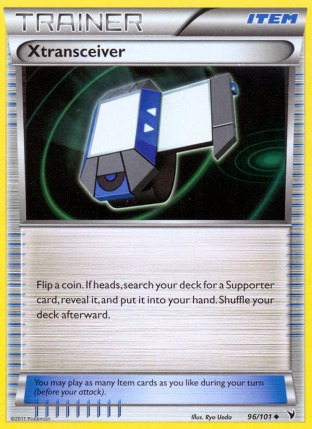 TRAINER ITEM
Xtransceiver
Flip a coin. If heads, search your deck for a Supporter
card, reveal it, and put it into your hand. Shuffle your
deck afterward.
You may play as many Item cards as you like during your turn
(before your attack).
©2011 Pokémon Illus. Ryo Ueda 96/101